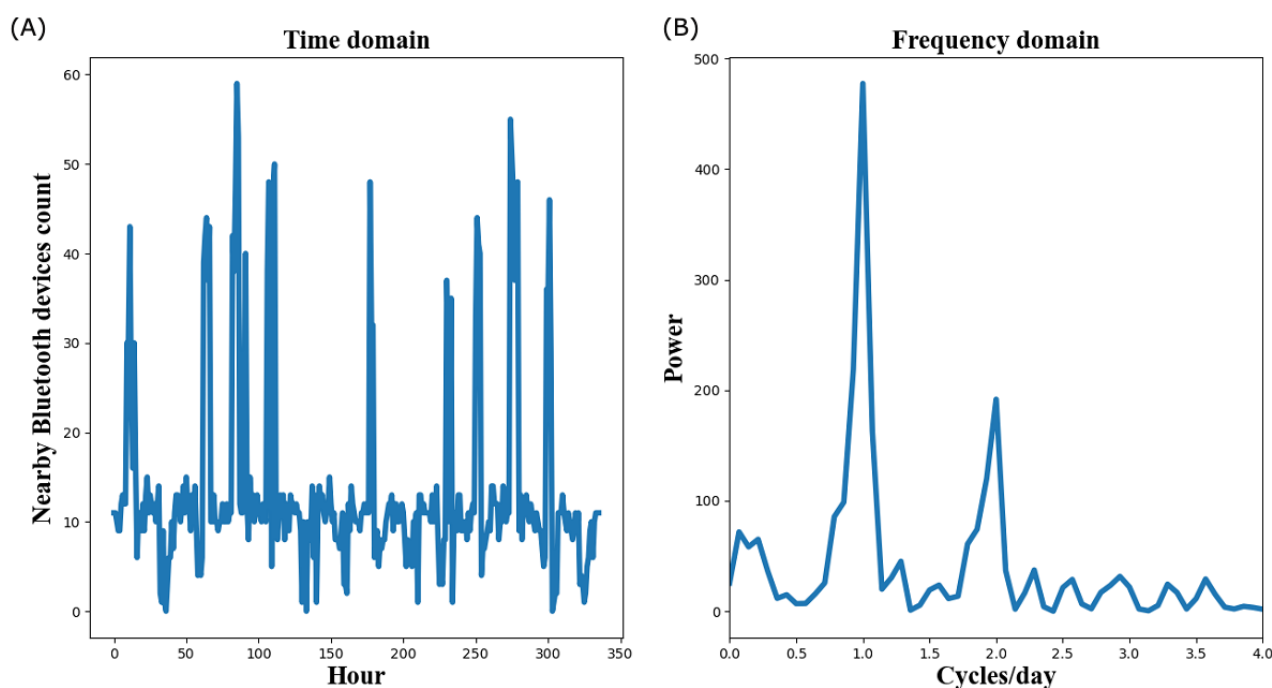 (A)
Time domain
Nearby Bluetooth devices count
60
50
40
30
20
10
0
0 50 100 150 200 250 300 350
Hour
(B)
Frequency domain
Power
500
400
300
200
100
0
0.0 0.5 1.0 1.5 2.0 2.5 3.0 3.5 4.0
Cycles/day